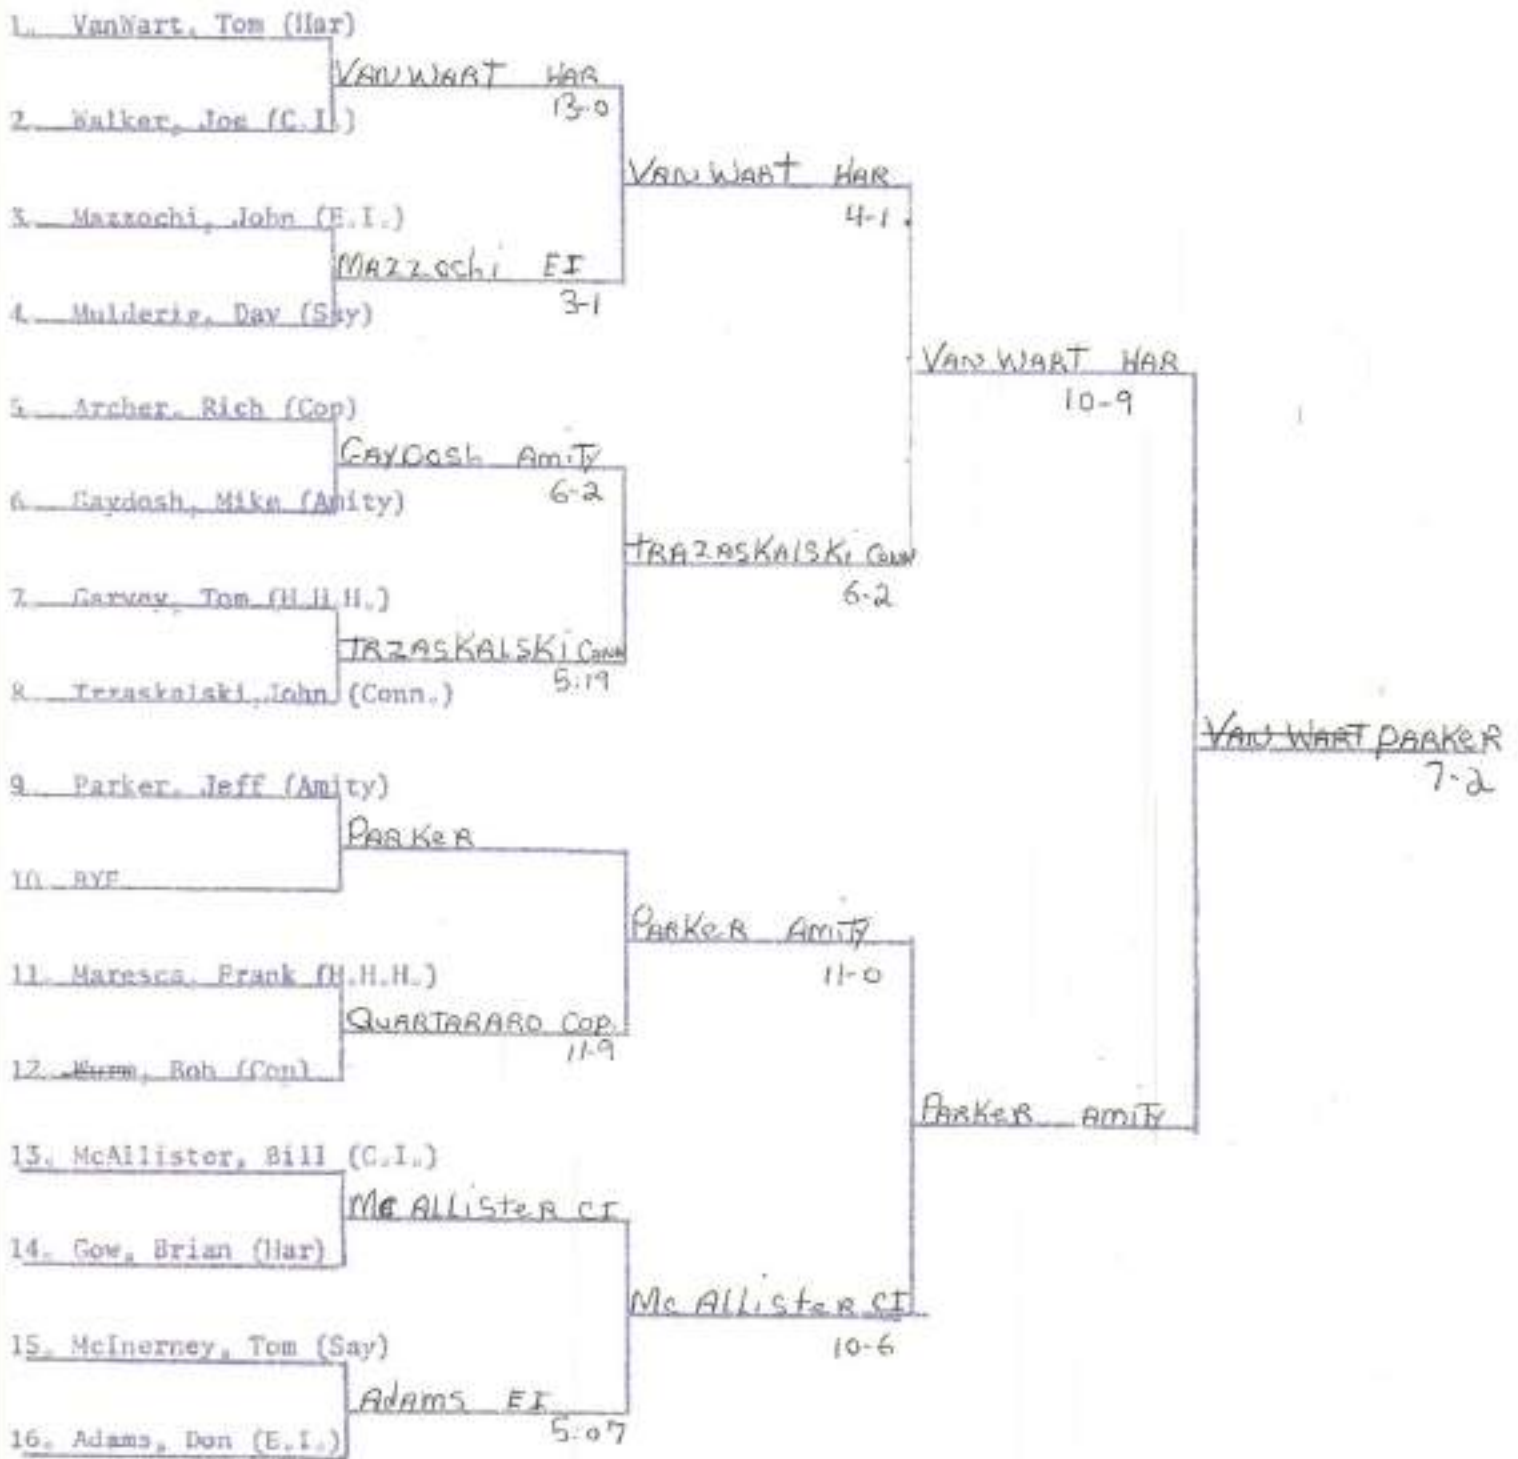 1. VanWart, Tom (Har)
VAN WART HAR
13-0
2. Walker, Joe (C.I.)
VAN WART HAR
4-1
3. Mazzochi, John (E.I.)
MAZZochi EI
3-1
4. Mulderig, Dav (Say)
VAN WART HAR
10-9
5. Archer, Rich (Cop)
GAYDOSh AmiTy
6-2
6. Gaydosh, Mike (Amity)
TRAZASKALSKi CONN
6-2
7. Garvey, Tom (H.H.H.)
TRZASKALSKi CONN
5:19
8. Trzaskalski, John (Conn.)
VAN WART PARKER
7-2
9. Parker, Jeff (Amity)
PARKeR
10. BYE
PARKeR AmiTy
11-0
11. Maresca, Frank (H.H.H.)
QUARTARARO COP.
11-9
12. Wurm, Bob (Cop)
PARKeR AmiTy
13. McAllister, Bill (C.I.)
Mc ALListeR CI
14. Gow, Brian (Har)
Mc ALListeR CI
10-6
15. McInerney, Tom (Say)
AdAmS EI
5:07
16. Adams, Don (E.I.)